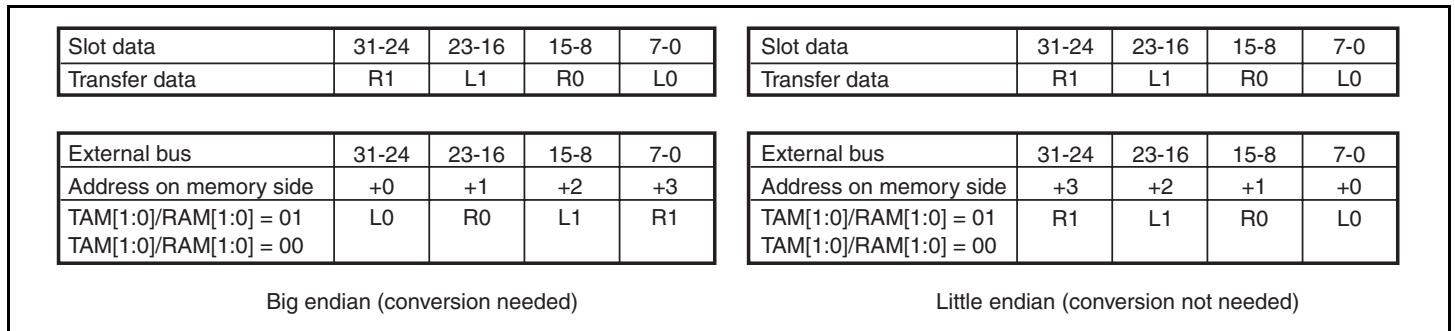 Slot data 31-24 23-16 15-8 7-0
Transfer data R1 L1 R0 L0
External bus 31-24 23-16 15-8 7-0
Address on memory side +0 +1 +2 +3
TAM[1:0]/RAM[1:0] = 01 L0 R0 L1 R1
TAM[1:0]/RAM[1:0] = 00
Big endian (conversion needed)
Slot data 31-24 23-16 15-8 7-0
Transfer data R1 L1 R0 L0
External bus 31-24 23-16 15-8 7-0
Address on memory side +3 +2 +1 +0
TAM[1:0]/RAM[1:0] = 01 R1 L1 R0 L0
TAM[1:0]/RAM[1:0] = 00
Little endian (conversion not needed)